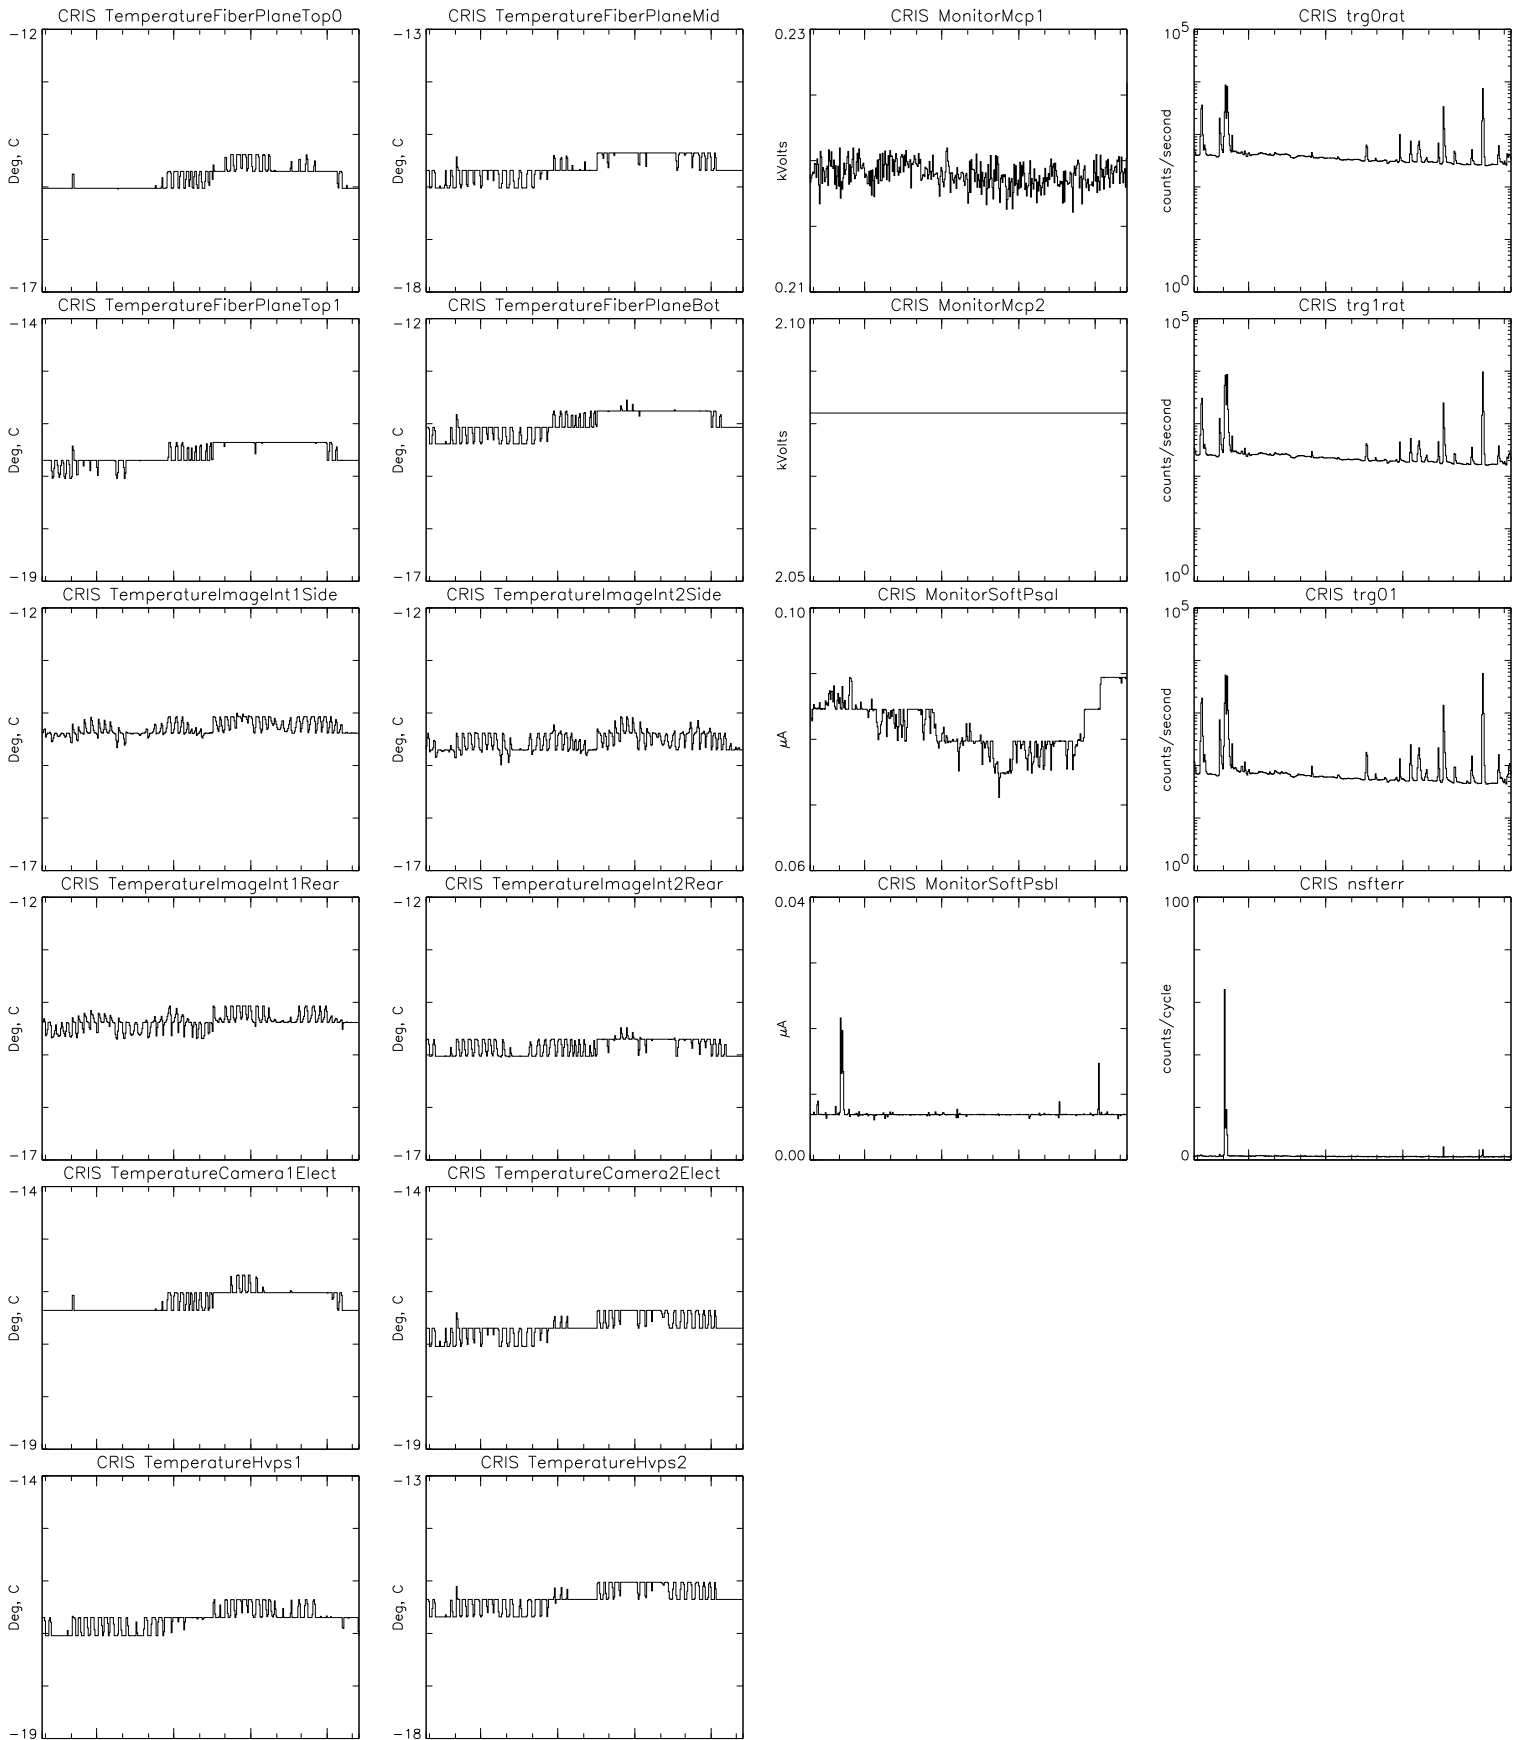 CRIS TemperatureFiberPlaneTop0
CRIS TemperatureFiberPlaneMid
CRIS MonitorMcp1
CRIS trg0rat
-12
Deg, C
-17
-13
Deg, C
-18
0.23
kVolts
0.21
10^5
counts/second
10^0
CRIS TemperatureFiberPlaneTop1
CRIS TemperatureFiberPlaneBot
CRIS MonitorMcp2
CRIS trg1rat
-14
Deg, C
-19
-12
Deg, C
-17
2.10
kVolts
2.05
10^5
counts/second
10^0
CRIS TemperatureImageInt1Side
CRIS TemperatureImageInt2Side
CRIS MonitorSoftPsaI
CRIS trg01
-12
Deg, C
-17
-12
Deg, C
-17
0.10
μA
0.06
10^5
counts/second
10^0
CRIS TemperatureImageInt1Rear
CRIS TemperatureImageInt2Rear
CRIS MonitorSoftPsbI
CRIS nsfterr
-12
Deg, C
-17
-12
Deg, C
-17
0.04
μA
0.00
100
counts/cycle
0
CRIS TemperatureCamera1Elect
CRIS TemperatureCamera2Elect
-14
Deg, C
-19
-14
Deg, C
-19
CRIS TemperatureHvps1
CRIS TemperatureHvps2
-14
Deg, C
-19
-13
Deg, C
-18